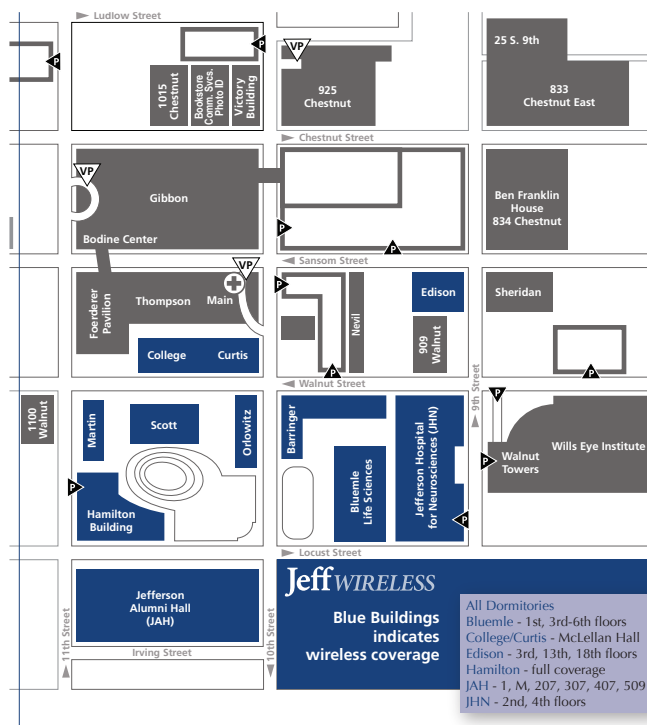 Ludlow Street
P
P
VP
25 S. 9th
1015
Chestnut
Bookstore
Comm. Svcs.
Photo ID
Victory
Building
925
Chestnut
833
Chestnut East
Chestnut Street
VP
Gibbon
Bodine Center
P
P
Ben Franklin
House
834 Chestnut
Sansom Street
VP
P
Foerderer
Pavilion
Thompson
Main
College
Curtis
Nevil
Edison
909
Walnut
Sheridan
P
P
Walnut Street
9th Street
P
1100
Walnut
Martin
Scott
Orlowitz
Barringer
Bluemle
Life Sciences
Jefferson Hospital
for Neurosciences (JHN)
P
Walnut
Towers
Wills Eye Institute
P
Hamilton
Building
P
Locust Street
Jefferson
Alumni Hall
(JAH)
11th Street
Irving Street
10th Street
Jeff WIRELESS
Blue Buildings
indicates
wireless coverage
All Dormitories
Bluemle - 1st, 3rd-6th floors
College/Curtis - McLellan Hall
Edison - 3rd, 13th, 18th floors
Hamilton - full coverage
JAH - 1, M, 207, 307, 407, 509
JHN - 2nd, 4th floors